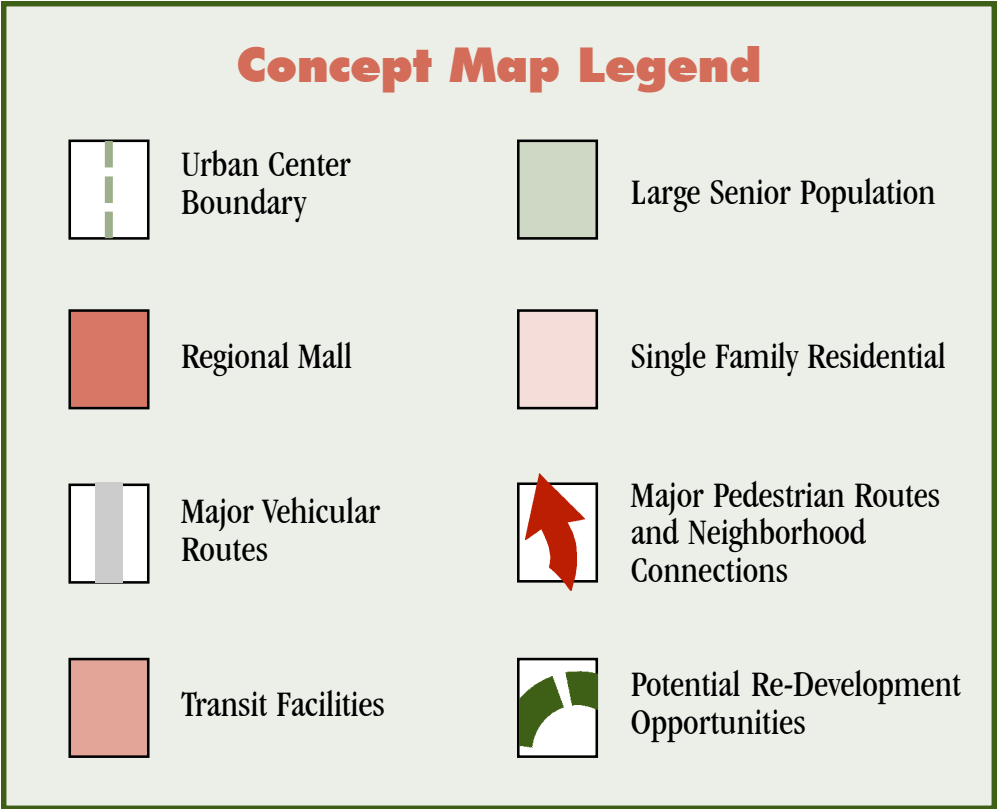 Concept Map Legend
Urban Center
Boundary
Regional Mall
Major Vehicular
Routes
Transit Facilities
Large Senior Population
Single Family Residential
Major Pedestrian Routes
and Neighborhood
Connections
Potential Re-Development
Opportunities